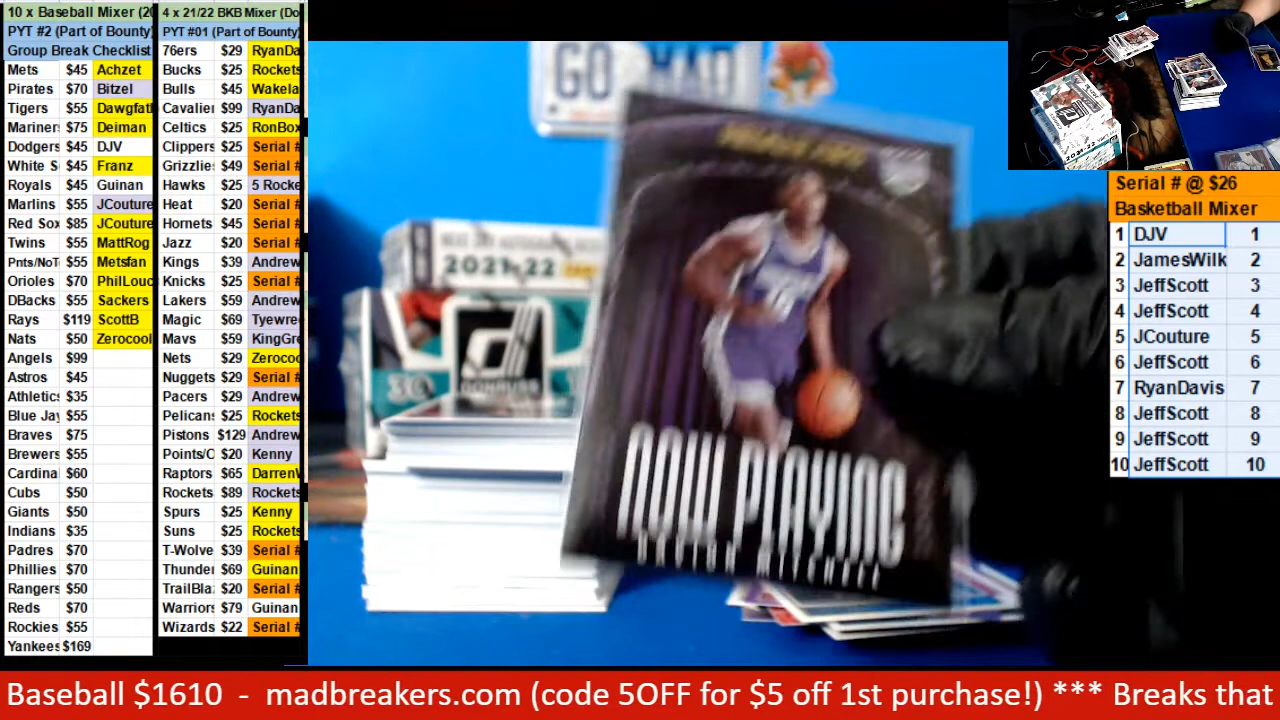 10 x Baseball Mixer (20
PYT #2 (Part of Bounty)
Group Break Checklist
Mets $45 Achzet
Pirates $70 Bitzel
Tigers $55 Dawgfath
Mariners $75 Deiman
Dodgers $45 DJV
White S $45 Franz
Royals $45 Guinan
Marlins $55 JCouture
Red Sox $85 JCouture
Twins $55 MattRog
Pnts/NoT $55 Metsfan
Orioles $70 PhilLouc
DBacks $55 Sackers
Rays $119 ScottB
Nats $50 Zerocool
Angels $99
Astros $45
Athletics $35
Blue Jay $55
Braves $75
Brewers $55
Cardina $60
Cubs $50
Giants $50
Indians $35
Padres $70
Phillies $70
Rangers $50
Reds $70
Rockies $55
Yankees $169
4 x 21/22 BKB Mixer (Do
PYT #01 (Part of Bounty)
76ers $29 RyanDa
Bucks $25 Rockets
Bulls $45 Wakela
Cavalier $99 RyanDa
Celtics $25 RonBox
Clippers $25 Serial #
Grizzlies $49 Serial #
Hawks $25 5 Rocke
Heat $20 Serial #
Hornets $45 Serial #
Jazz $20 Serial #
Kings $39 Andrew
Knicks $25 Serial #
Lakers $59 Andrew
Magic $69 Tyewre
Mavs $59 KingGre
Nets $29 Zerocoo
Nuggets $29 Serial #
Pacers $29 Andrew
Pelicans $25 Rockets
Pistons $129 Andrew
Points/O $20 Kenny
Raptors $65 DarrenW
Rockets $89 Rockets
Spurs $25 Kenny
Suns $25 Rockets
T-Wolve $39 Serial #
Thunder $69 Guinan
TrailBla $20 Serial #
Warriors $79 Guinan
Wizards $22 Serial #
GO
2021-22
DONRUSS
NOW PLAYING
DAVION MITCHELL
Serial # @ $26
Basketball Mixer
1 DJV 1
2 JamesWilk 2
3 JeffScott 3
4 JeffScott 4
5 JCouture 5
6 JeffScott 6
7 RyanDavis 7
8 JeffScott 8
9 JeffScott 9
10 JeffScott 10
Baseball $1610 - madbreakers.com (code 5OFF for $5 off 1st purchase!) *** Breaks that